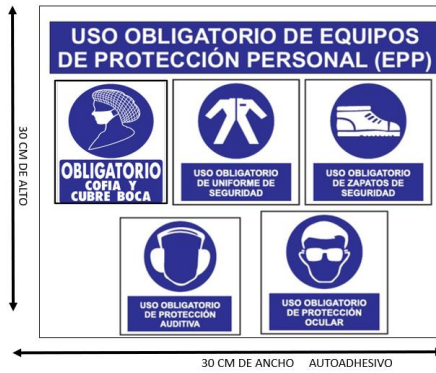 USO OBLIGATORIO DE EQUIPOS
DE PROTECCIÓN PERSONAL (EPP)
30 CM DE ALTO
OBLIGATORIO
COFIA Y
CUBRE BOCA
USO OBLIGATORIO
DE UNIFORME DE
SEGURIDAD
USO OBLIGATORIO
DE ZAPATOS DE
SEGURIDAD
USO OBLIGATORIO
DE PROTECCIÓN
AUDITIVA
USO OBLIGATORIO
DE PROTECCIÓN
OCULAR
30 CM DE ANCHO AUTOADHESIVO